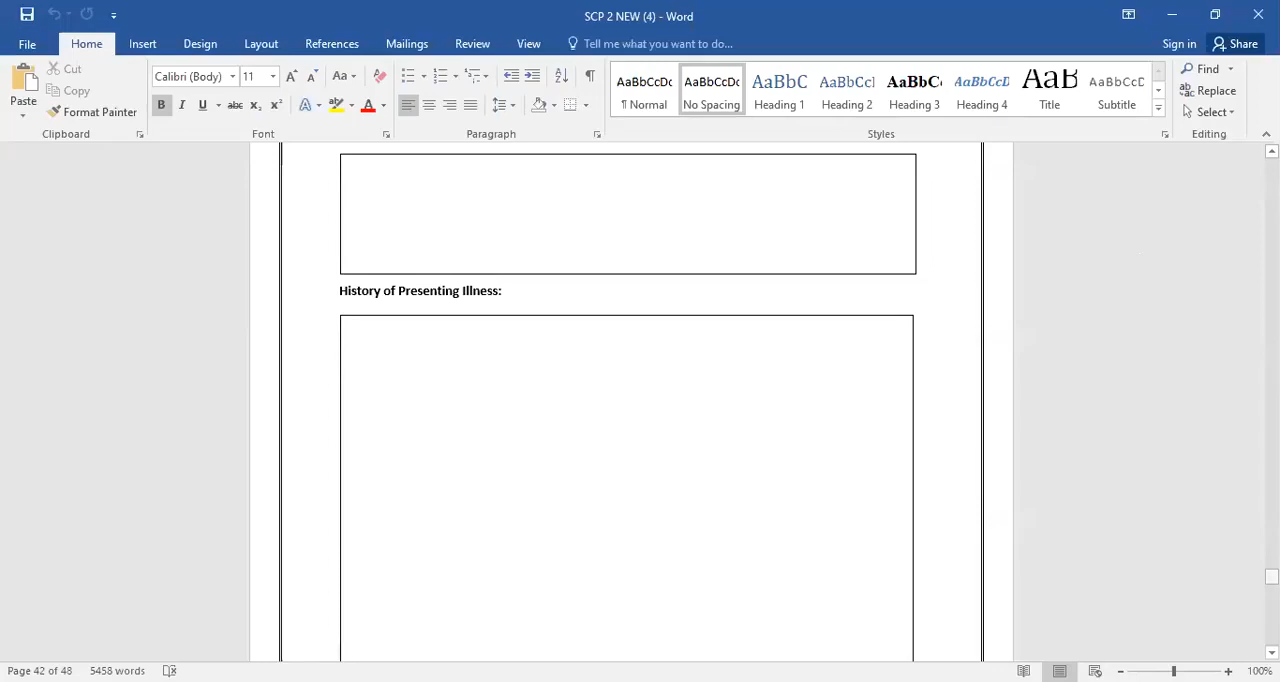 SCP 2 NEW (4) - Word
Sign in
Share
File
Home
Insert
Design
Layout
References
Mailings
Review
View
Tell me what you want to do...
Paste
Cut
Copy
Format Painter
Clipboard
Calibri (Body)
11
Font
Paragraph
AaBbCcDc
¶ Normal
AaBbCcDc
No Spacing
AaBbC
Heading 1
AaBbCcl
Heading 2
AaBbC
Heading 3
AaBbCcD
Heading 4
AaB
Title
AaBbCcD
Subtitle
Styles
Find
Replace
Select
Editing
History of Presenting Illness:
Page 42 of 48
5458 words
100%